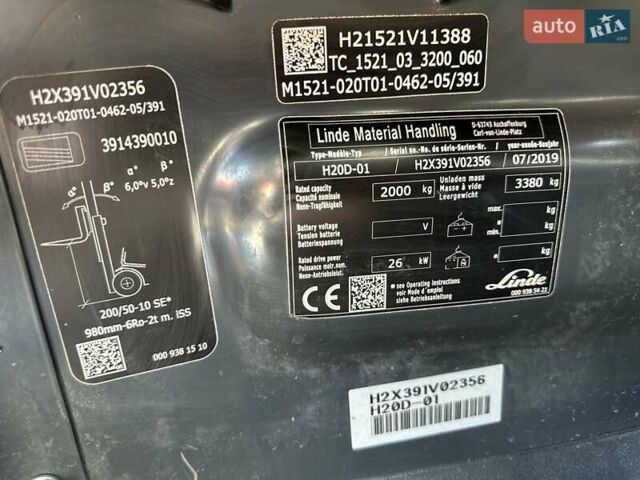 auto RIA
.com
H21521V11388
TC_1521_03_3200_060
M1521-020T01-0462-05/391
H2X391V02356
M1521-020T01-0462-05/391
3914390010
α° β°
6,0°v 5,0°z
α° β°
200/50-10 SE*
980mm-6Ro-2t m. ISS
000 938 15 10
Linde Material Handling
D-63743 Aschaffenburg
Carl-von-Linde-Platz
Type-Modèle-Typ / Serial no.-No. de série-Serien-Nr. / year-année-Baujahr
H20D-01 / H2X391V02356 07/2019
Rated capacity
Capacité nominale
Nenn-Tragfähigkeit
2000 kg
Unladen mass
Masse à vide
Leergewicht
3380 kg
Battery voltage
Tension batterie
Batteriespannung
V
max. kg
* min. kg
Rated drive power
Puissance mot.nom.
Nenn-Antriebsleist.
26 kW
* kg
CE
* see Operating instructions
voir Mode d'emploi
siehe Betriebsanleitung
Linde
000 938 54 21
H2X391V02356
H20D-01